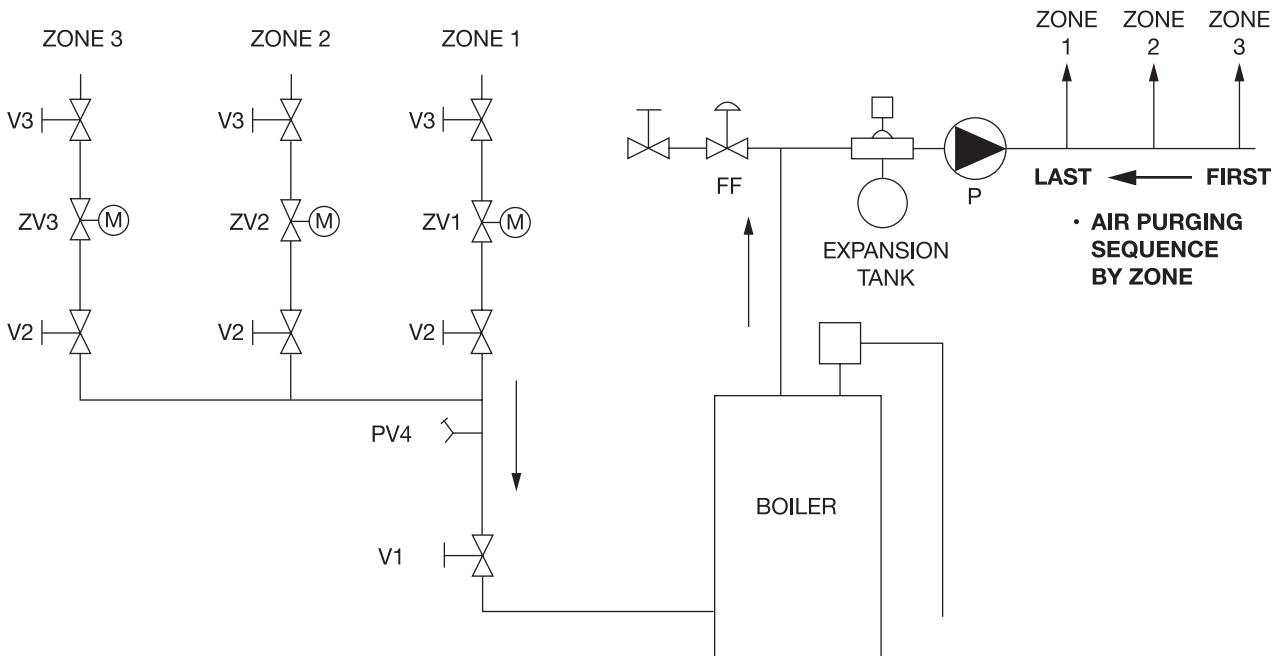 ZONE 3
ZONE 2
ZONE 1
ZONE
1
ZONE
2
ZONE
3
V3
V3
V3
FF
P
LAST
FIRST
ZV3
M
ZV2
M
ZV1
M
EXPANSION
TANK
• AIR PURGING
SEQUENCE
BY ZONE
V2
V2
V2
PV4
BOILER
V1